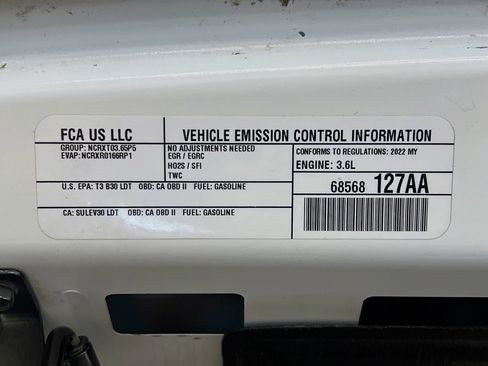 FCA US LLC
VEHICLE EMISSION CONTROL INFORMATION
GROUP: NCRXT03.65P5
EVAP: NCRXR0166RP1
NO ADJUSTMENTS NEEDED
EGR / EGRC
HO2S / SFI
TWC
CONFORMS TO REGULATIONS: 2022 MY
ENGINE: 3.6L
U.S. EPA: T3 B30 LDT OBD: CA OBD II FUEL: GASOLINE
CA: SULEV30 LDT OBD: CA OBD II FUEL: GASOLINE
68568 127AA